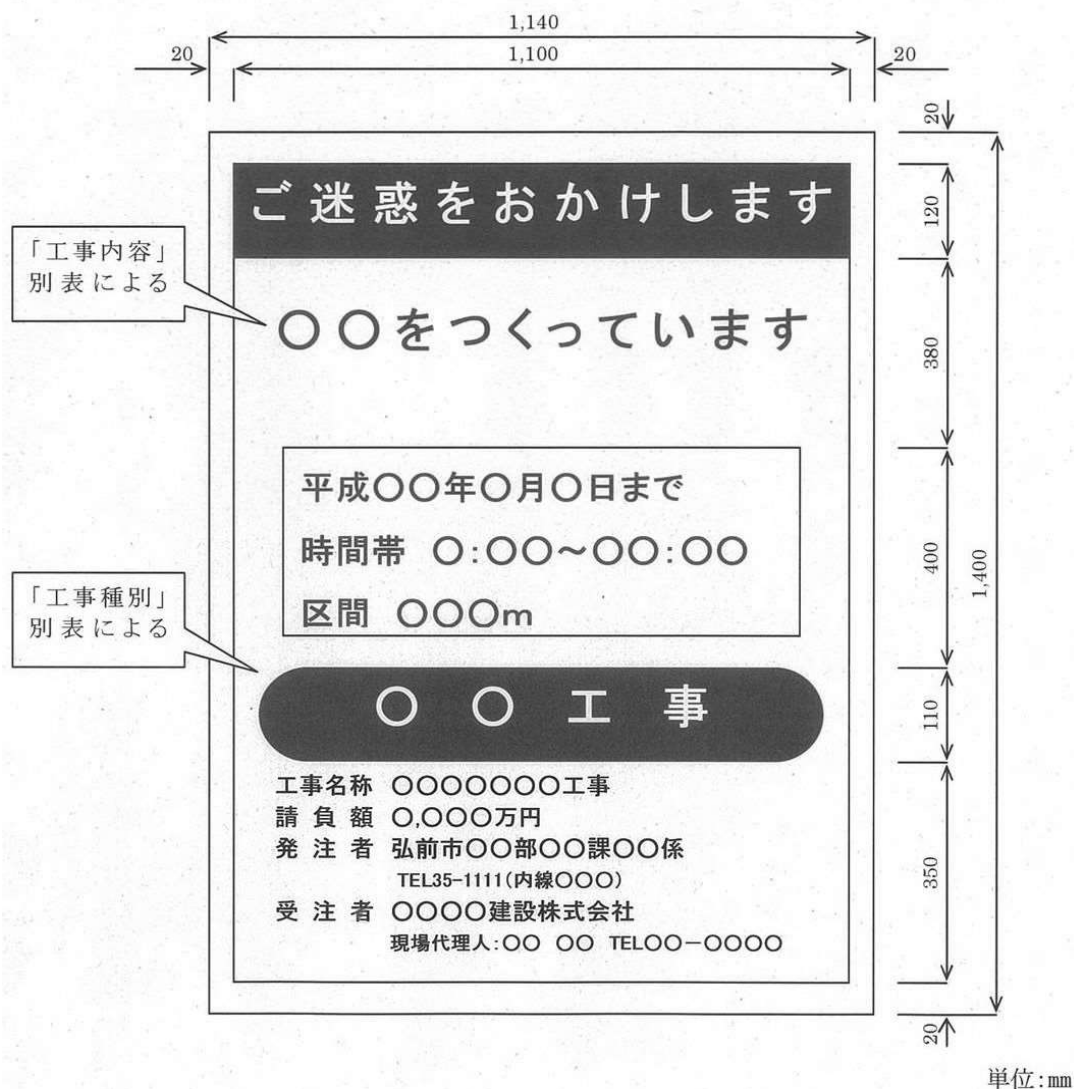 1,140
20
1,100
20
20
ご迷惑をおかけします
120
「工事内容」
別表による
〇〇をつくっています
380
平成〇〇年〇月〇日まで
時間帯 〇:〇〇～〇〇:〇〇
区間 〇〇〇m
400
1,400
「工事種別」
別表による
〇〇工事
110
工事名称 〇〇〇〇〇〇〇工事
請負額 〇,〇〇〇万円
発注者 弘前市〇〇部〇〇課〇〇係
TEL35-1111(内線〇〇〇)
受注者 〇〇〇〇建設株式会社
現場代理人:〇〇 〇〇 TEL〇〇－〇〇〇〇
350
20
単位:mm